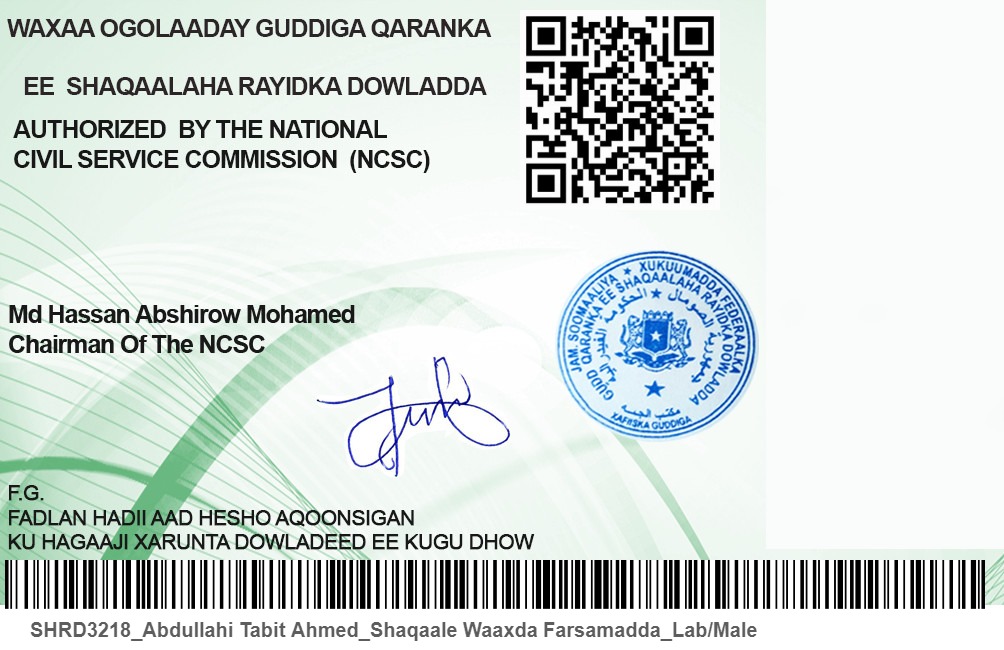 WAXAA OGOLAADAY GUDDIGA QARANKA
EE SHAQAALAHA RAYIDKA DOWLADDA
AUTHORIZED BY THE NATIONAL
CIVIL SERVICE COMMISSION (NCSC)
JAM. SOOMAALIYA ★ XUKUUMADDA FEDERAALKA
QARANKA EE SHAQAALAHA RAYIDKA DOWLADDA
مكتب
XAFIISKA GUDDIGA
Md Hassan Abshirow Mohamed
Chairman Of The NCSC
F.G.
FADLAN HADII AAD HESHO AQOONSIGAN
KU HAGAAJI XARUNTA DOWLADEED EE KUGU DHOW
SHRD3218_Abdullahi Tabit Ahmed_Shaqaale Waaxda Farsamadda_Lab/Male